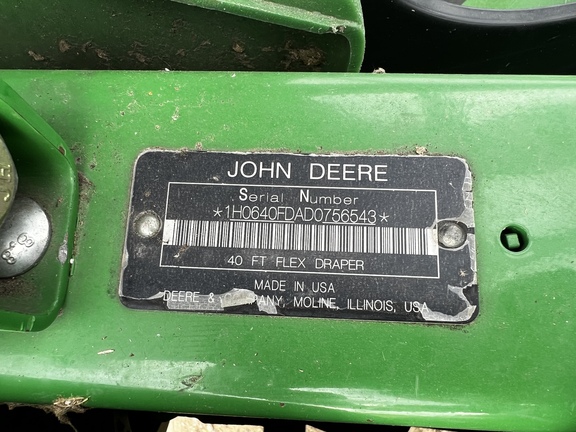 JOHN DEERE
Serial Number
*1H0640FDAD0756543*
40 FT FLEX DRAPER
MADE IN USA
DEERE & ANY, MOLINE, ILLINOIS, USA